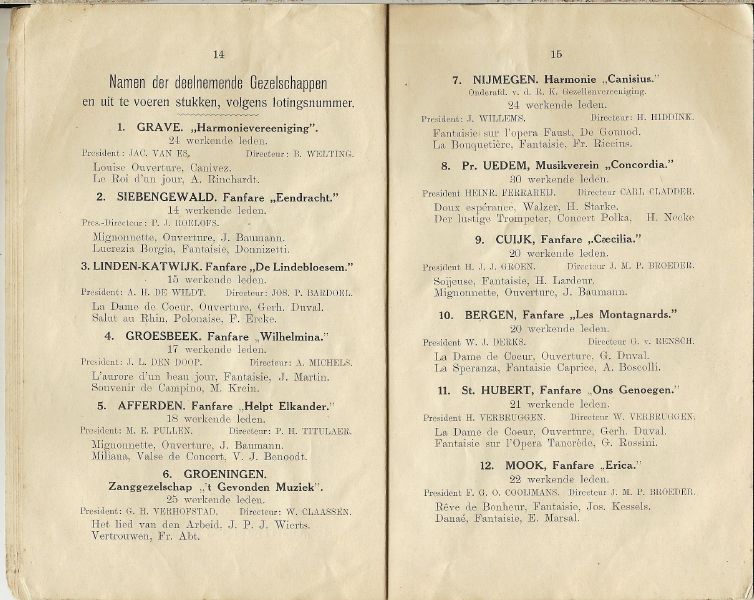 14
Namen der deelnemende Gezelschappen
en uit te voeren stukken, volgens lotingsnummer.
1. GRAVE. „Harmonievereeniging".
24 werkende leden.
President: JAC. VAN ES, Directeur: B. WELTING.
Louise Ouverture, Canivez.
Le Roi d'un jour, A. Rinchardt.
2. SIEBENGEWALD. Fanfare „Eendracht."
14 werkende leden.
Pres.-Directeur: P. J. ROELOFS.
Mignonnette, Ouverture, J. Baumann.
Lucrezia Borgia, Fantaisie, Donnizetti.
3. LINDEN-KATWIJK. Fanfare „De Lindebloesem."
15 werkende leden.
President: A. H. DE WILDT. Directeur: JOS. P. BARDOEL.
La Dame de Coeur, Ouverture, Gerh. Duval.
Salut au Rhin, Polonaise, F. Ercke.
4. GROESBEEK. Fanfare „Wilhelmina."
17 werkende leden.
President: J. L. DEN DOOP. Directeur: A. MICHELS.
L'aurore d'un beau jour, Fantaisie, J. Martin.
Souvenir de Campino, M. Krein.
5. AFFERDEN. Fanfare „Helpt Elkander."
18 werkende leden.
President: M. E. PULLEN. Directeur: P. H. TITULAER.
Mignonnette, Ouverture, J. Baumann.
Miliana, Valse de Concert, V. J. Benoodt.
6. GROENINGEN.
Zanggezelschap „'t Gevonden Muziek".
25 werkende leden.
President: G. H. VERHOFSTAD. Directeur: W. CLAASSEN.
Het lied van den Arbeid, J. P. J. Wierts.
Vertrouwen, Fr. Abt.
15
7. NIJMEGEN. Harmonie „Canisius."
Onderafd. v. d. R. K. Gezellenvereeniging.
24 werkende leden.
President: J. WILLEMS. Directeur: H. HIDDINK.
Fantaisie sur l'opera Faust, De Gounod.
La Bouquetière, Fantaisie, Fr. Riccius.
8. Pr. UEDEM, Musikverein „Concordia."
30 werkende leden.
President HEINR. FERRAREIJ. Directeur CARL CLADDER.
Doux espérance, Walzer, H. Starke.
Der lustige Trompeter, Concert Polka, H. Necke
9. CUIJK, Fanfare „Cæcilia."
20 werkende leden.
President H. J. J. GROEN. Directeur J. M. P. BROEDER.
Soijeuse, Fantaisie, H. Lardeur.
Mignonnette, Ouverture, J. Baumann.
10. BERGEN, Fanfare „Les Montagnards."
20 werkende leden.
President W. J. DERKS. Directeur G. v. RENSCH.
La Dame de Coeur, Ouverture. G. Duval.
La Speranza, Fantaisie Caprice, A. Boscolli.
11. St. HUBERT, Fanfare „Ons Genoegen."
21 werkende leden.
President H. VERBRUGGEN. Directeur W. VERBRUGGEN.
La Dame de Coeur, Ouverture, Gerh. Duval.
Fantaisie sur l'Opera Tancrède, G. Rossini.
12. MOOK, Fanfare „Erica."
22 werkende leden.
President F. G. O. COOIJMANS. Directeur J. M. P. BROEDER.
Rêve de Bonheur, Fantaisie, Jos. Kessels.
Danaé, Fantaisie, E. Marsal.